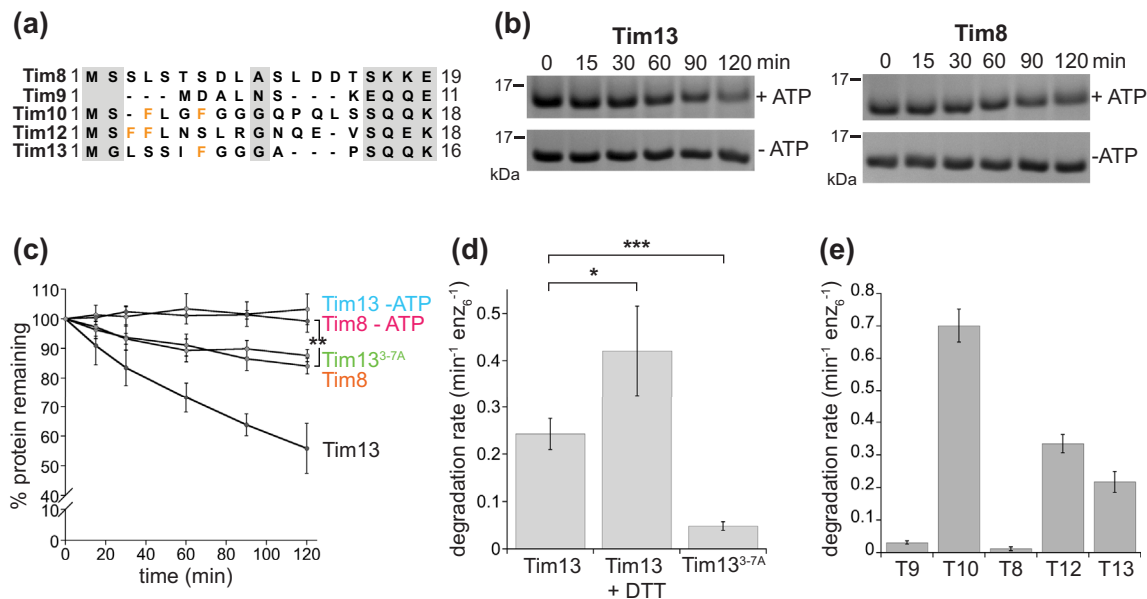 (a)
Tim8 1 M S S L S T S D L A S L D D T S K K E 19
Tim9 1 - - - M D A L N S - - - K E Q Q E 11
Tim10 1 M S - F L G F G G G Q P Q L S S Q Q K 18
Tim12 1 M S F F L N S L R G N Q E - V S Q E K 18
Tim13 1 M G L S S I F G G G A - - - P S Q Q K 16
(b)
Tim13
0 15 30 60 90 120 min
17
+ ATP
17
- ATP
kDa
Tim8
0 15 30 60 90 120 min
17
+ ATP
17
-ATP
kDa
(c)
% protein remaining
110
100
90
80
70
60
50
40
40
0
0 20 40 60 80 100 120
time (min)
Tim13 -ATP
Tim8 - ATP
**
Tim13³⁻⁷ᴬ
Tim8
Tim13
(d)
degradation rate (min⁻¹ enz₆⁻¹)
***
*
0.5
0.4
0.3
0.2
0.1
0
Tim13 Tim13 Tim13³⁻⁷ᴬ
+ DTT
(e)
degradation rate (min⁻¹ enz₆⁻¹)
0.8
0.7
0.6
0.5
0.4
0.3
0.2
0.1
0
T9 T10 T8 T12 T13